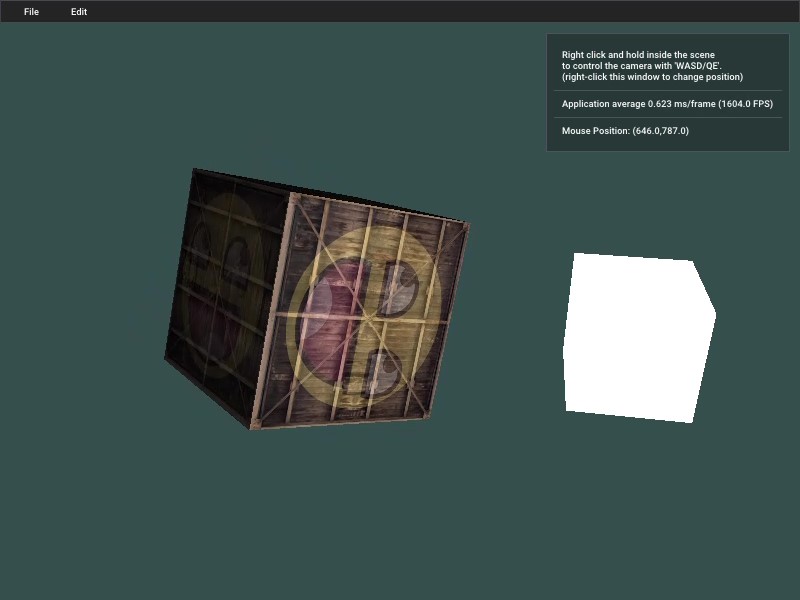 File Edit
Right click and hold inside the scene
to control the camera with 'WASD/QE'.
(right-click this window to change position)
Application average 0.623 ms/frame (1604.0 FPS)
Mouse Position: (646.0,787.0)